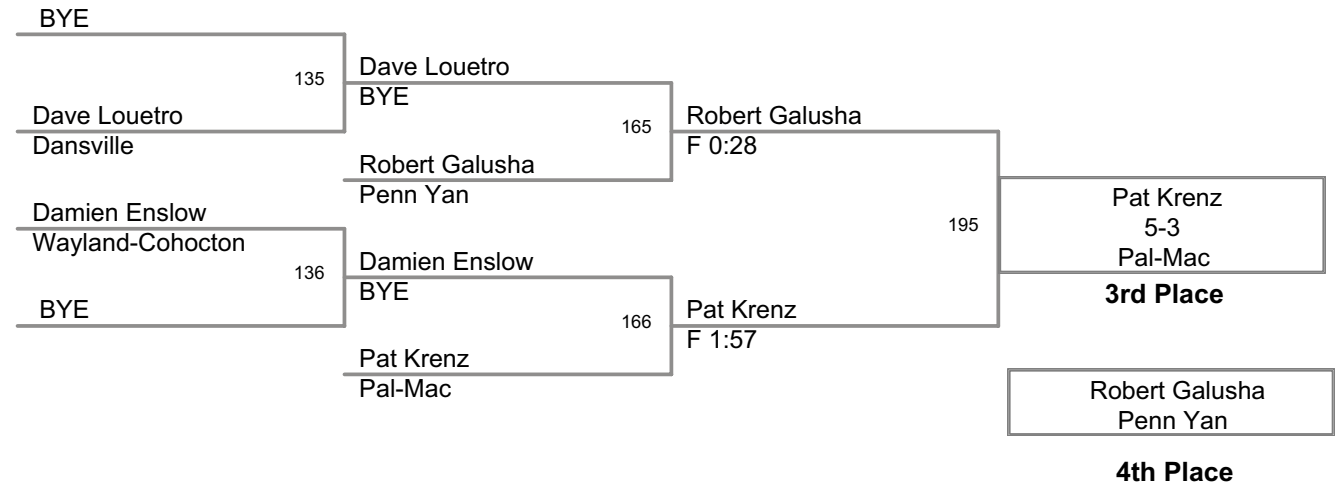 BYE
135
Dave Louetro
Dansville
Damien Enslow
Wayland-Cohocton
136
BYE
Dave Louetro
BYE
165
Robert Galusha
Penn Yan
Damien Enslow
BYE
166
Pat Krenz
Pal-Mac
Robert Galusha
F 0:28
195
Pat Krenz
F 1:57
Pat Krenz
5-3
Pal-Mac
3rd Place
Robert Galusha
Penn Yan
4th Place